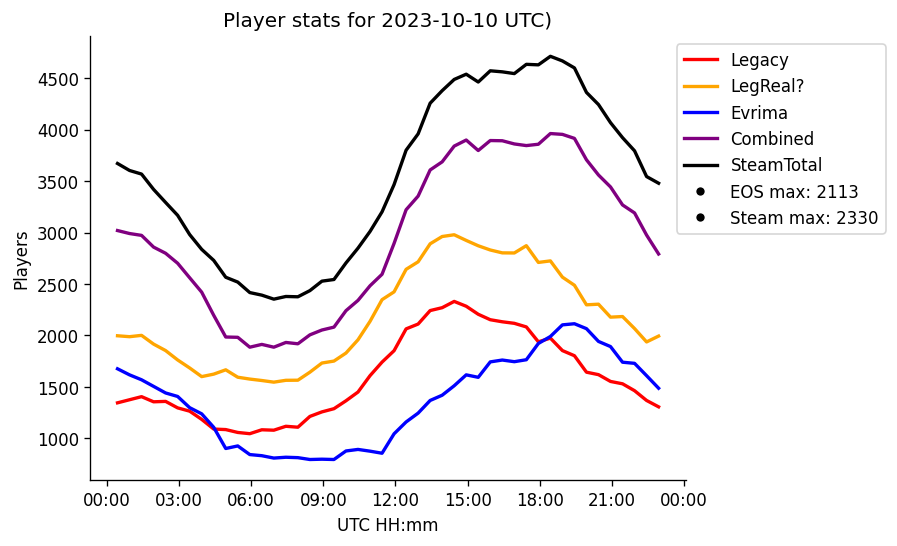 Player stats for 2023-10-10 UTC)
Legacy
LegReal?
Evrima
Combined
SteamTotal
EOS max: 2113
Steam max: 2330
Players
4500
4000
3500
3000
2500
2000
1500
1000
00:00 03:00 06:00 09:00 12:00 15:00 18:00 21:00 00:00
UTC HH:mm